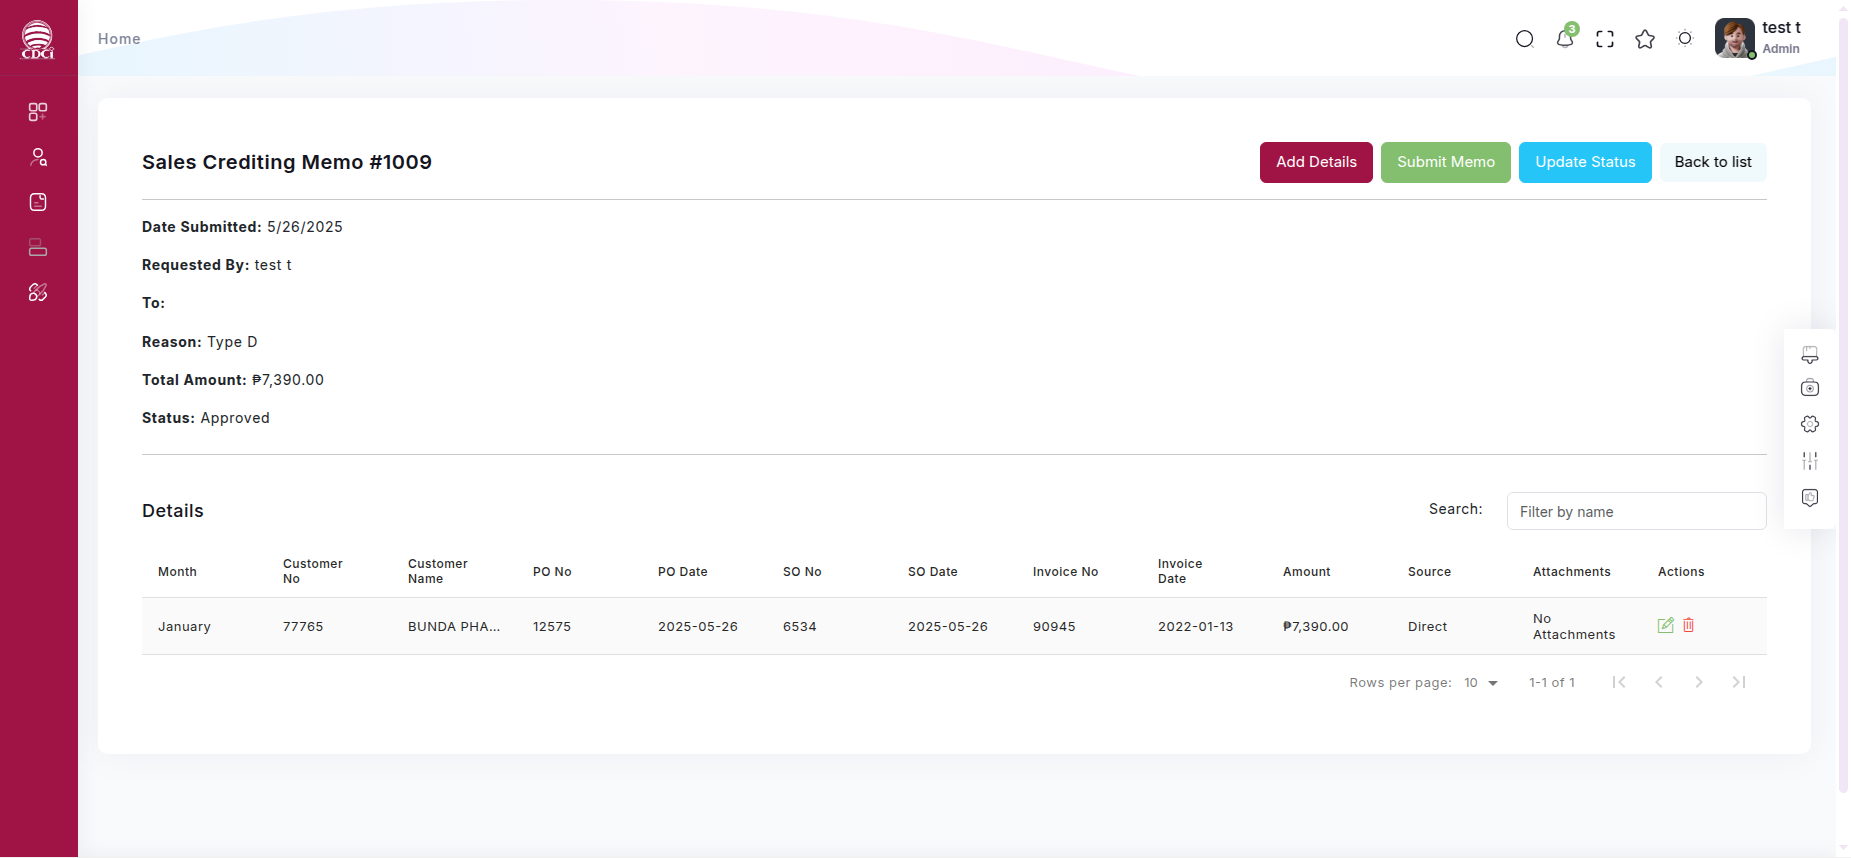 CDCi
Home
3
test t
Admin
Sales Crediting Memo #1009
Add Details
Submit Memo
Update Status
Back to list
Date Submitted: 5/26/2025
Requested By: test t
To:
Reason: Type D
Total Amount: ₱7,390.00
Status: Approved
Details
Search:
Filter by name
Month Customer No Customer Name PO No PO Date SO No SO Date Invoice No Invoice Date Amount Source Attachments Actions
January 77765 BUNDA PHA... 12575 2025-05-26 6534 2025-05-26 90945 2022-01-13 ₱7,390.00 Direct No Attachments
Rows per page: 10 1-1 of 1